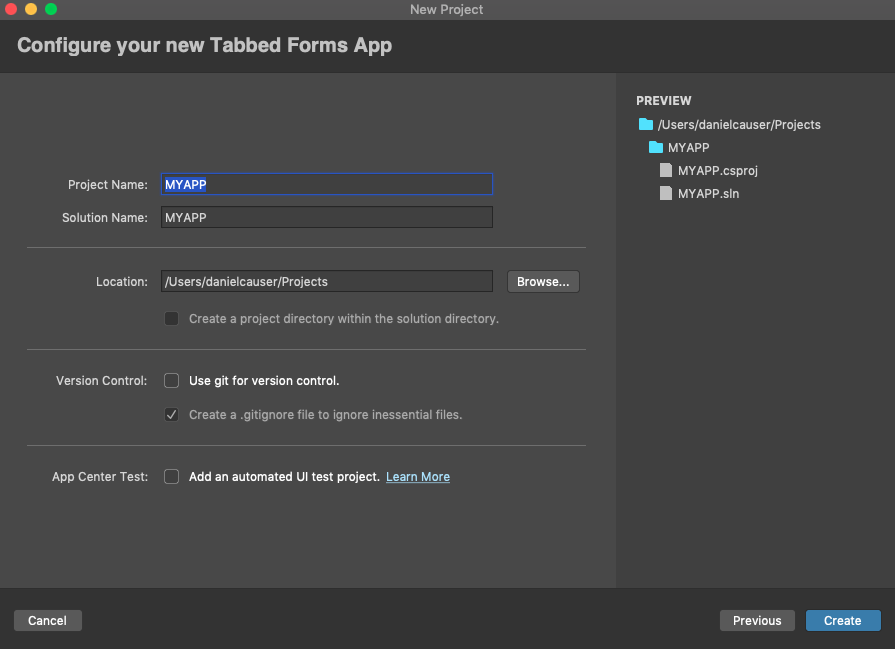 New Project
Configure your new Tabbed Forms App
PREVIEW
/Users/danielcauser/Projects
MYAPP
MYAPP.csproj
MYAPP.sln
Project Name: MYAPP
Solution Name: MYAPP
Location: /Users/danielcauser/Projects Browse...
Create a project directory within the solution directory.
Version Control: Use git for version control.
Create a .gitignore file to ignore inessential files.
App Center Test: Add an automated UI test project. Learn More
Cancel Previous Create